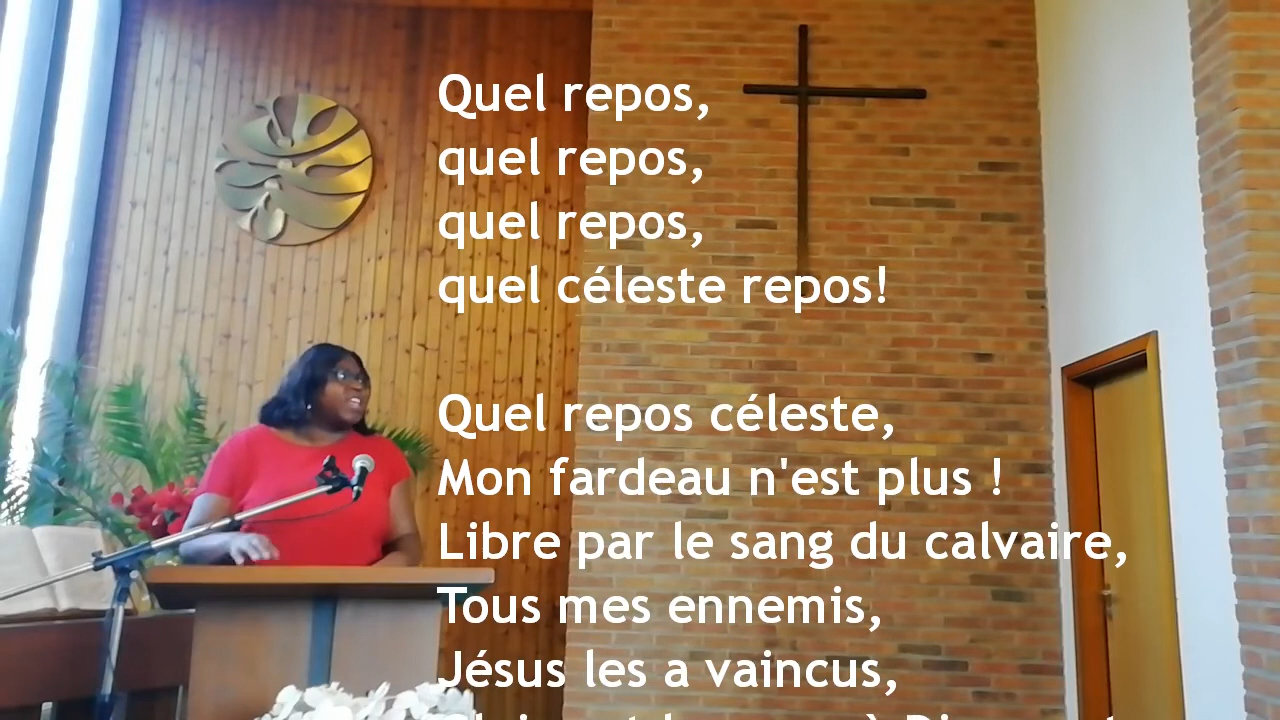 Quel repos,
quel repos,
quel repos,
quel céleste repos!
Quel repos céleste,
Mon fardeau n'est plus !
Libre par le sang du calvaire,
Tous mes ennemis,
Jésus les a vaincus,